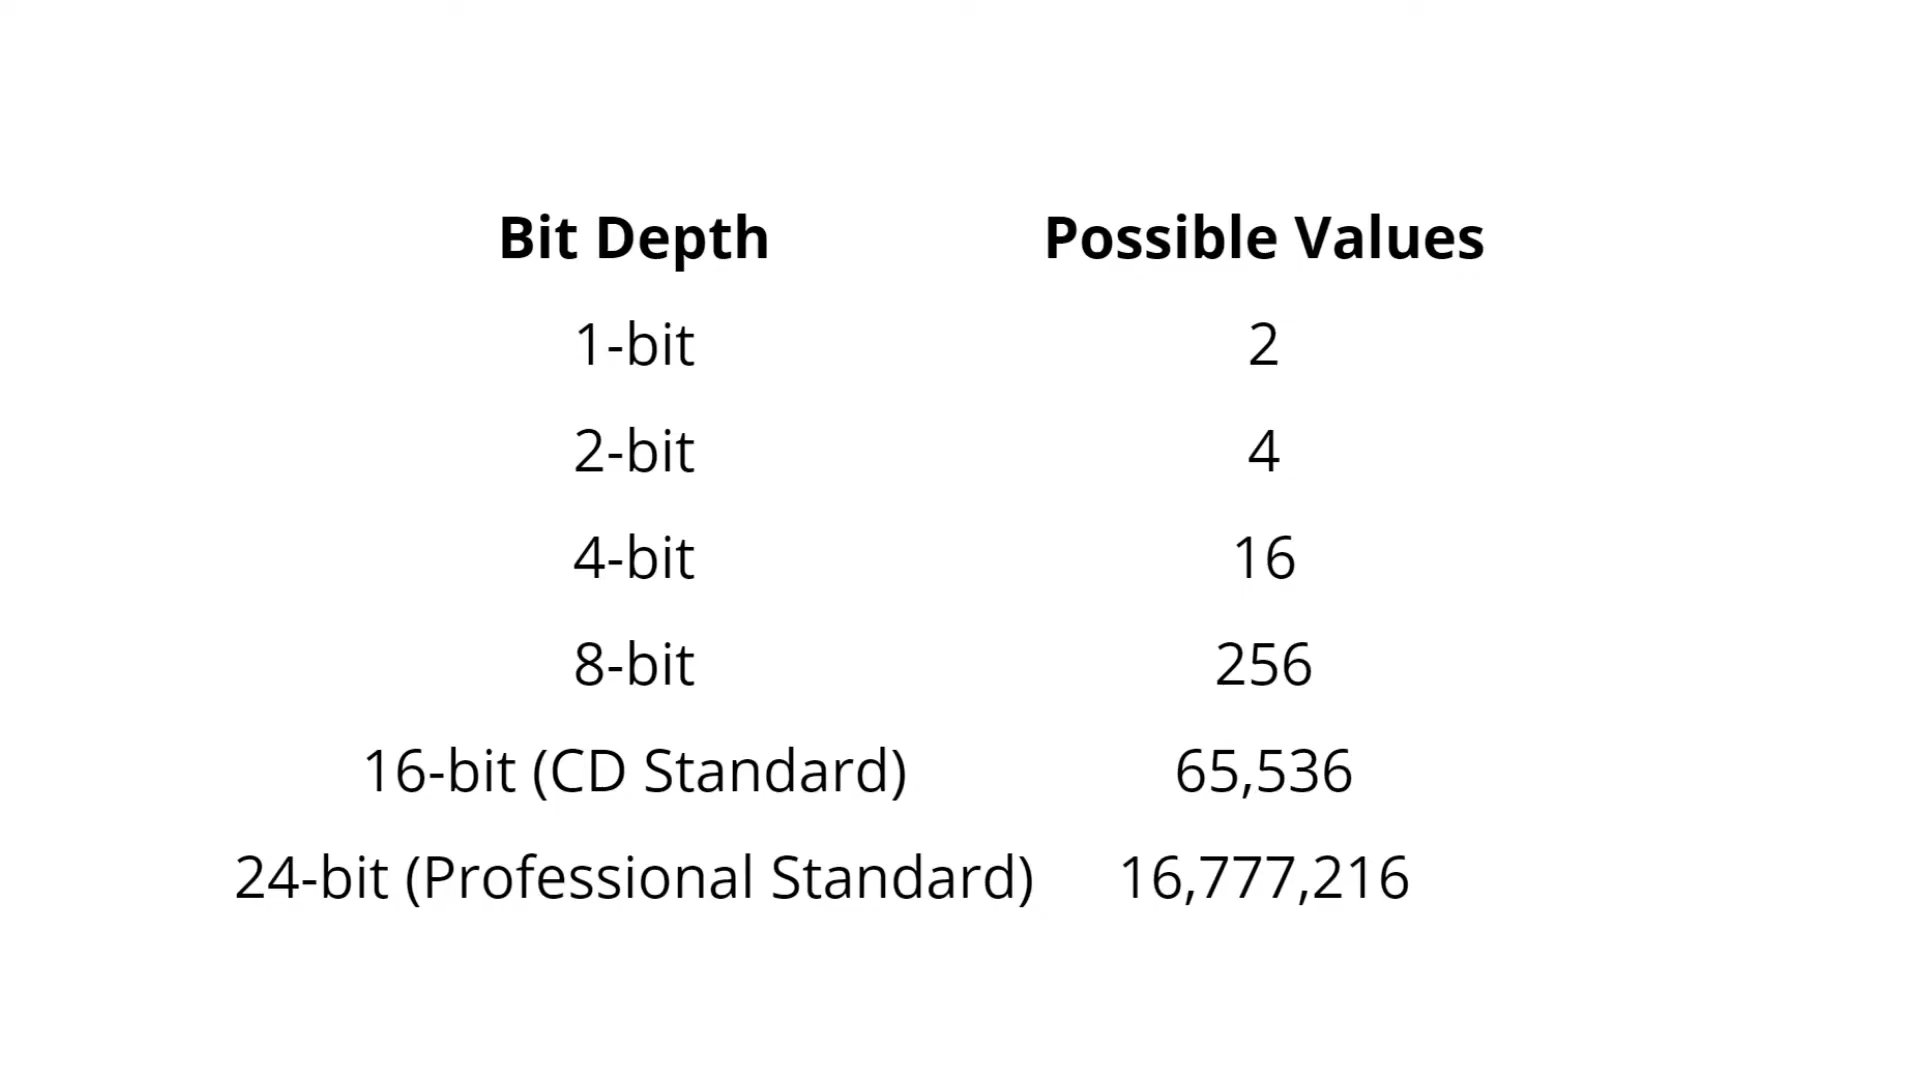 Bit Depth Possible Values
1-bit 2
2-bit 4
4-bit 16
8-bit 256
16-bit (CD Standard) 65,536
24-bit (Professional Standard) 16,777,216